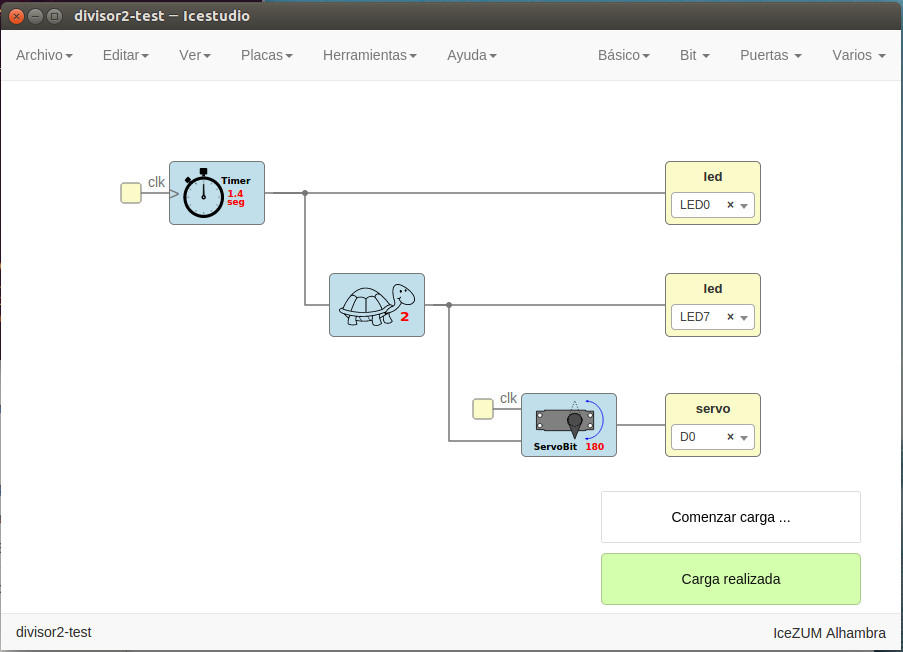 divisor2-test — Icestudio
Archivo Editar Ver Placas Herramientas Ayuda Básico Bit Puertas Varios
clk
>
Timer
1.4
seg
led
LED0 ×
2
led
LED7 ×
clk
ServoBit 180
servo
D0 ×
Comenzar carga ...
Carga realizada
divisor2-test IceZUM Alhambra